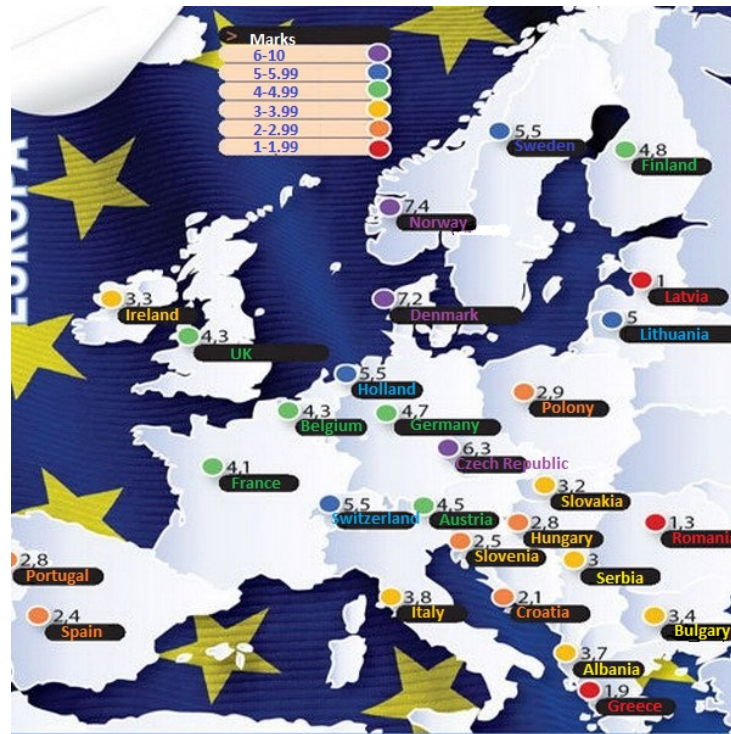 > Marks
6-10
5-5.99
4-4.99
3-3.99
2-2.99
1-1.99
EUROPA
5,5
Sweden
4,8
Finland
7,4
Norway
1
Latvia
3,3
Ireland
7,2
Denmark
5
Lithuania
4,3
UK
5,5
Holland
2,9
Polony
4,3
Belgium
4,7
Germany
6,3
Czech Republic
4,1
France
3,2
Slovakia
5,5
Switzerland
4,5
Austria
2,8
Hungary
1,3
Romania
2,5
Slovenia
3
Serbia
2,8
Portugal
3,8
Italy
2,1
Croatia
2,4
Spain
3,4
Bulgary
3,7
Albania
1,9
Greece